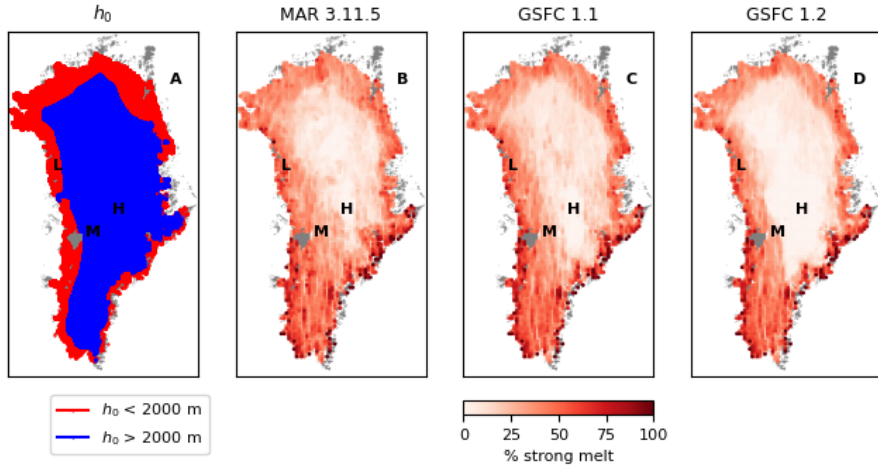 h₀ MAR 3.11.5 GSFC 1.1 GSFC 1.2
A B C D
L L L L
H H H H
M M M M
h₀ < 2000 m
h₀ > 2000 m
0 25 50 75 100
% strong melt